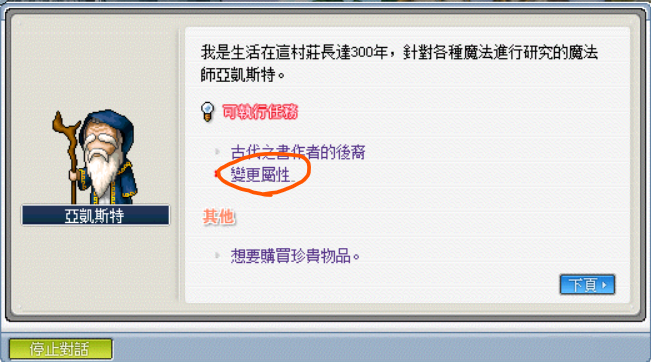 我是生活在這村莊長達300年，針對各種魔法進行研究的魔法
師亞凱斯特。
可執行任務
古代之書作者的後裔
變更屬性
亞凱斯特
其他
想要購買珍貴物品。
下頁
停止對話